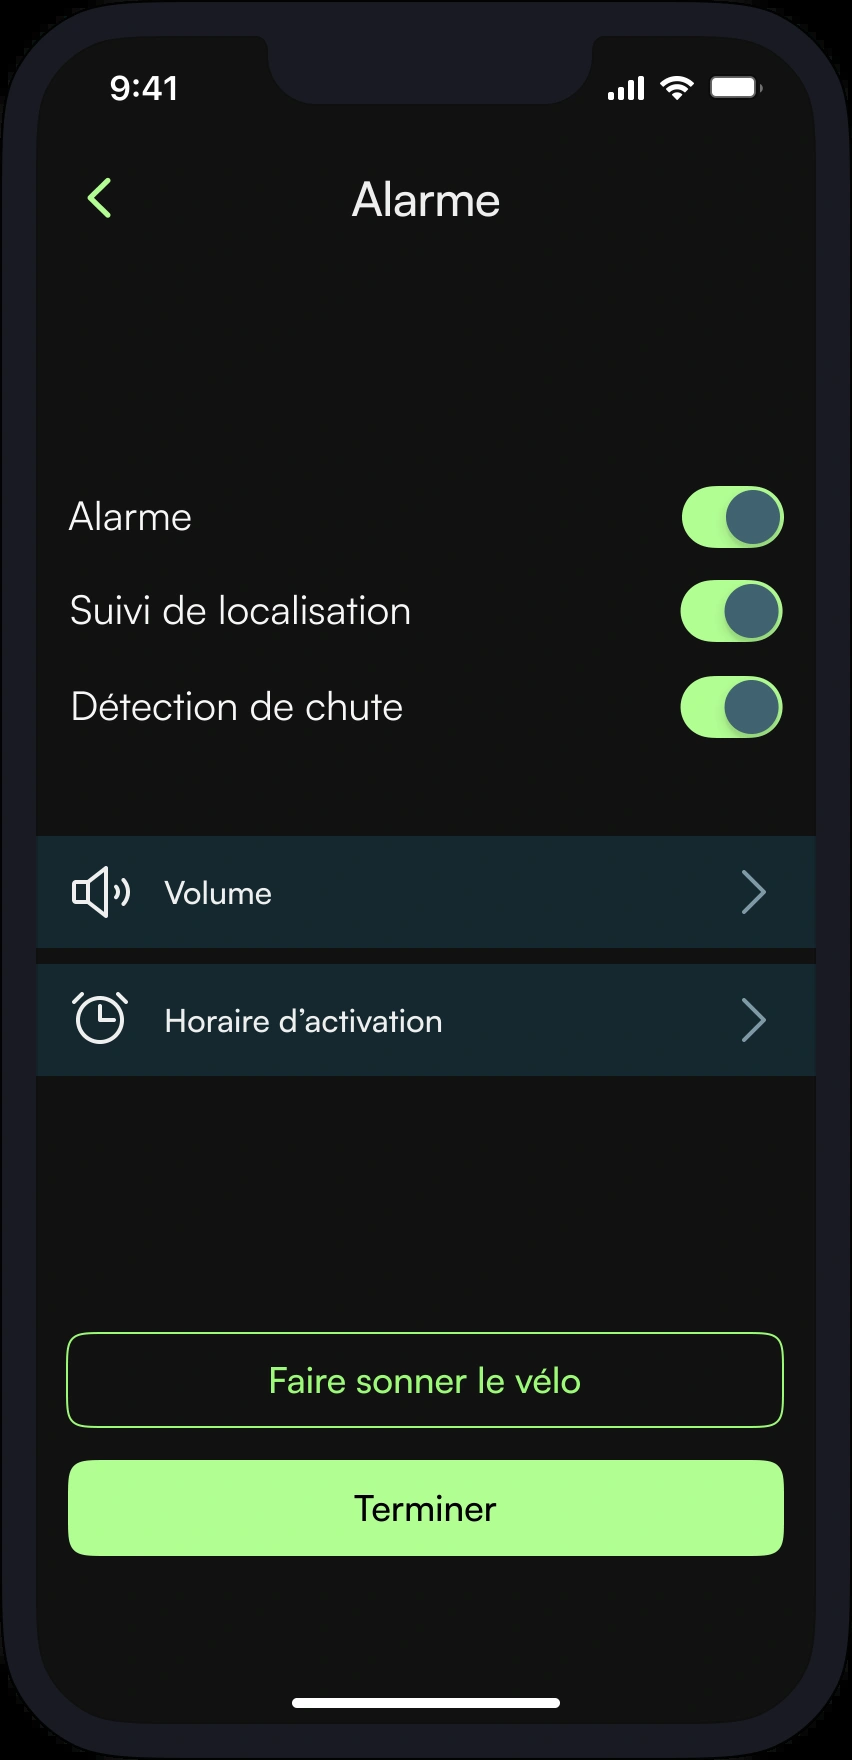 9:41
Alarme
Alarme
Suivi de localisation
Détection de chute
Volume
Horaire d’activation
Faire sonner le vélo
Terminer